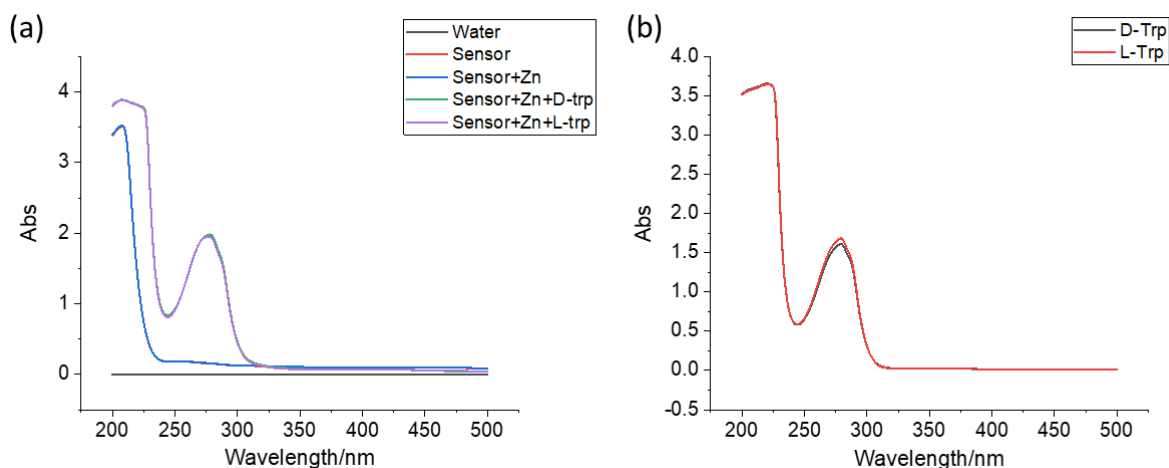 (a)
Water
Sensor
Sensor+Zn
Sensor+Zn+D-trp
Sensor+Zn+L-trp
4
3
2
1
0
Abs
200 250 300 350 400 450 500
Wavelength/nm
(b)
D-Trp
L-Trp
4.0
3.5
3.0
2.5
2.0
1.5
1.0
0.5
0.0
-0.5
Abs
200 250 300 350 400 450 500
Wavelength/nm